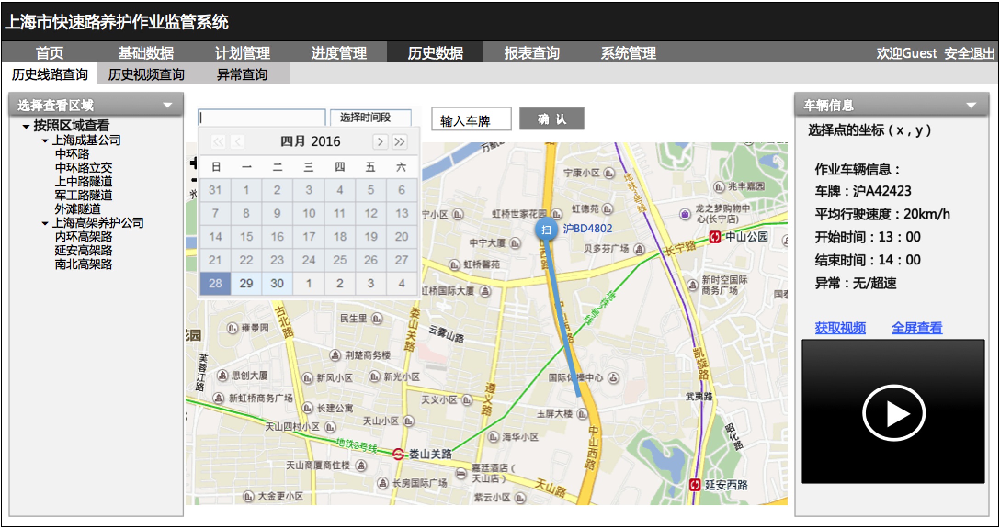 上海市快速路养护作业监管系统
首页 基础数据 计划管理 进度管理 历史数据 报表查询 系统管理 欢迎Guest 安全退出
历史线路查询 历史视频查询 异常查询
选择查看区域
按照区域查看
上海成基公司
中环路
中环路立交
上中路隧道
军工路隧道
外滩隧道
上海高架养护公司
内环高架路
延安高架路
南北高架路
选择时间段
输入车牌
确 认
<< < 四月 2016 > >>
日 一 二 三 四 五 六
31 1 2 3 4 5 6
7 8 9 10 11 12 13
14 15 16 17 18 19 20
21 22 23 24 25 26 27
28 29 30 1 2 3 4
宁康小区
地铁3号线
兆丰嘉园
宁小区
虹桥世家花园
虹德苑
龙之梦购物中
心(长宁店)
扫
沪BD4802
中山公园
中宁大厦
贝多芬广场
长宁路
虹桥馨苑
新时空国际
商务广场
虹桥国际大厦
地铁2号线
民生里
古北路
娄山关路
雍景园
云雾山路
花园
荆楚商务楼
凯旋路
芙蓉江路
思创大厦
新风小区
新光小区
国际体操中心
遵义路
新虹桥商务广场
天义小区
武夷路
长建公寓
玉屏大楼
天山小区
天山四村小区
中山西路
昭化路
海华小区
地铁2号线
娄山关路
天山商厦商住楼
嘉廷酒店(
天山店)
长房国际广场
天山路
延安西路
大金更小区
紫云小区
车辆信息
选择点的坐标(x,y)
作业车辆信息：
车牌：沪A42423
平均行驶速度：20km/h
开始时间：13：00
结束时间：14：00
异常：无/超速
获取视频 全屏查看